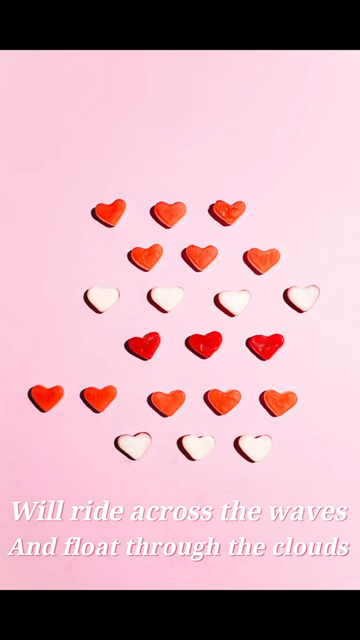 Will ride across the waves
And float through the clouds